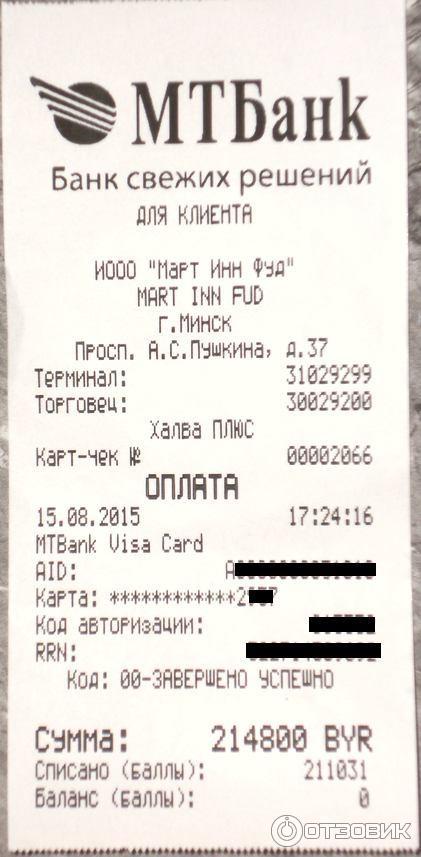 МТБанк
Банк свежих решений
ДЛЯ КЛИЕНТА
ИООО "Март Инн Фуд"
MART INN FUD
г.Минск
Просп. А.С.Пушкина, д.37
Терминал: 31029299
Торговец: 30029200
Халва ПЛЮС
Карт-чек № 00002066
ОПЛАТА
15.08.2015 17:24:16
MTBank Visa Card
AID:
Карта: ************2
Код авторизации:
RRN:
Код: 00-ЗАВЕРШЕНО УСПЕШНО
Сумма: 214800 BYR
Списано (баллы): 211031
Баланс (баллы): 0
ОТЗОВИК